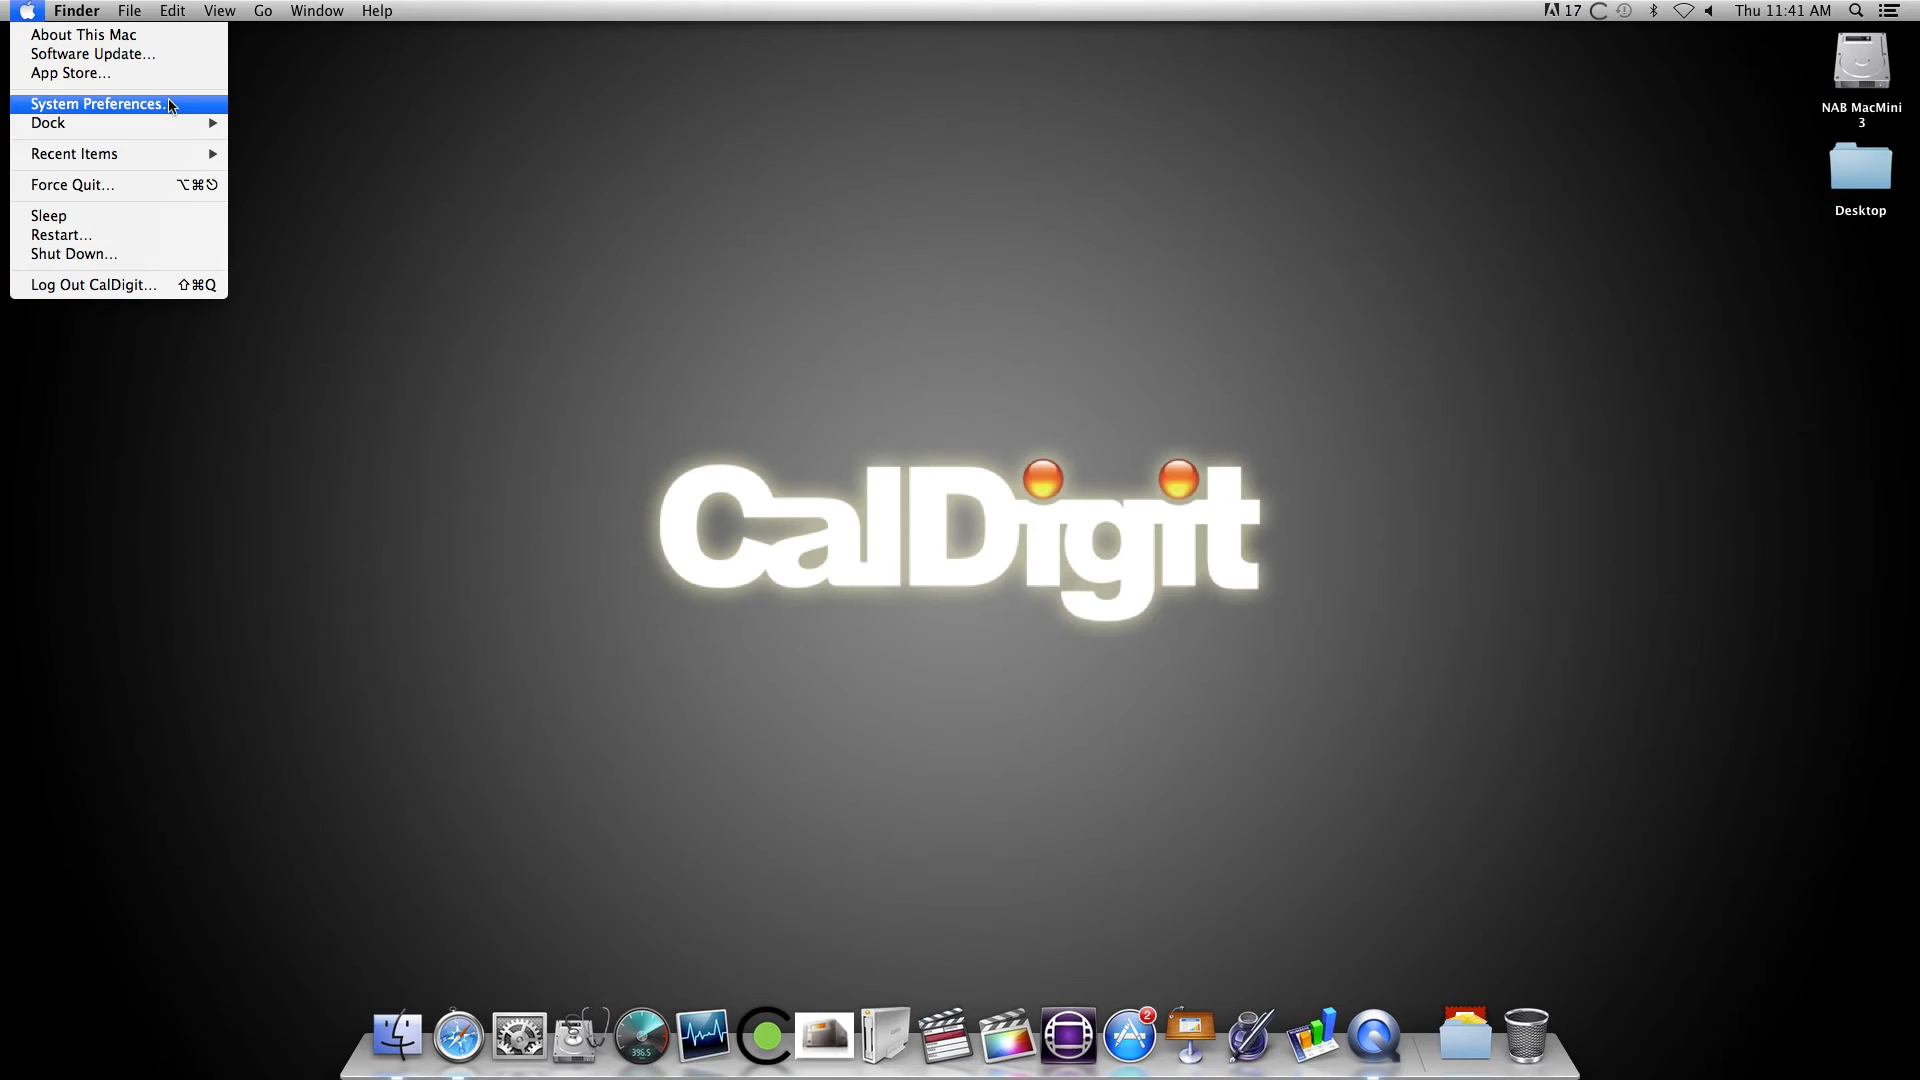 Finder File Edit View Go Window Help
17 Thu 11:41 AM
About This Mac
Software Update...
App Store...
System Preferences.
Dock
Recent Items
Force Quit... ⌥⌘⎋
Sleep
Restart...
Shut Down...
Log Out CalDigit... ⇧⌘Q
NAB MacMini
3
Desktop
CalDigit
396.5
2